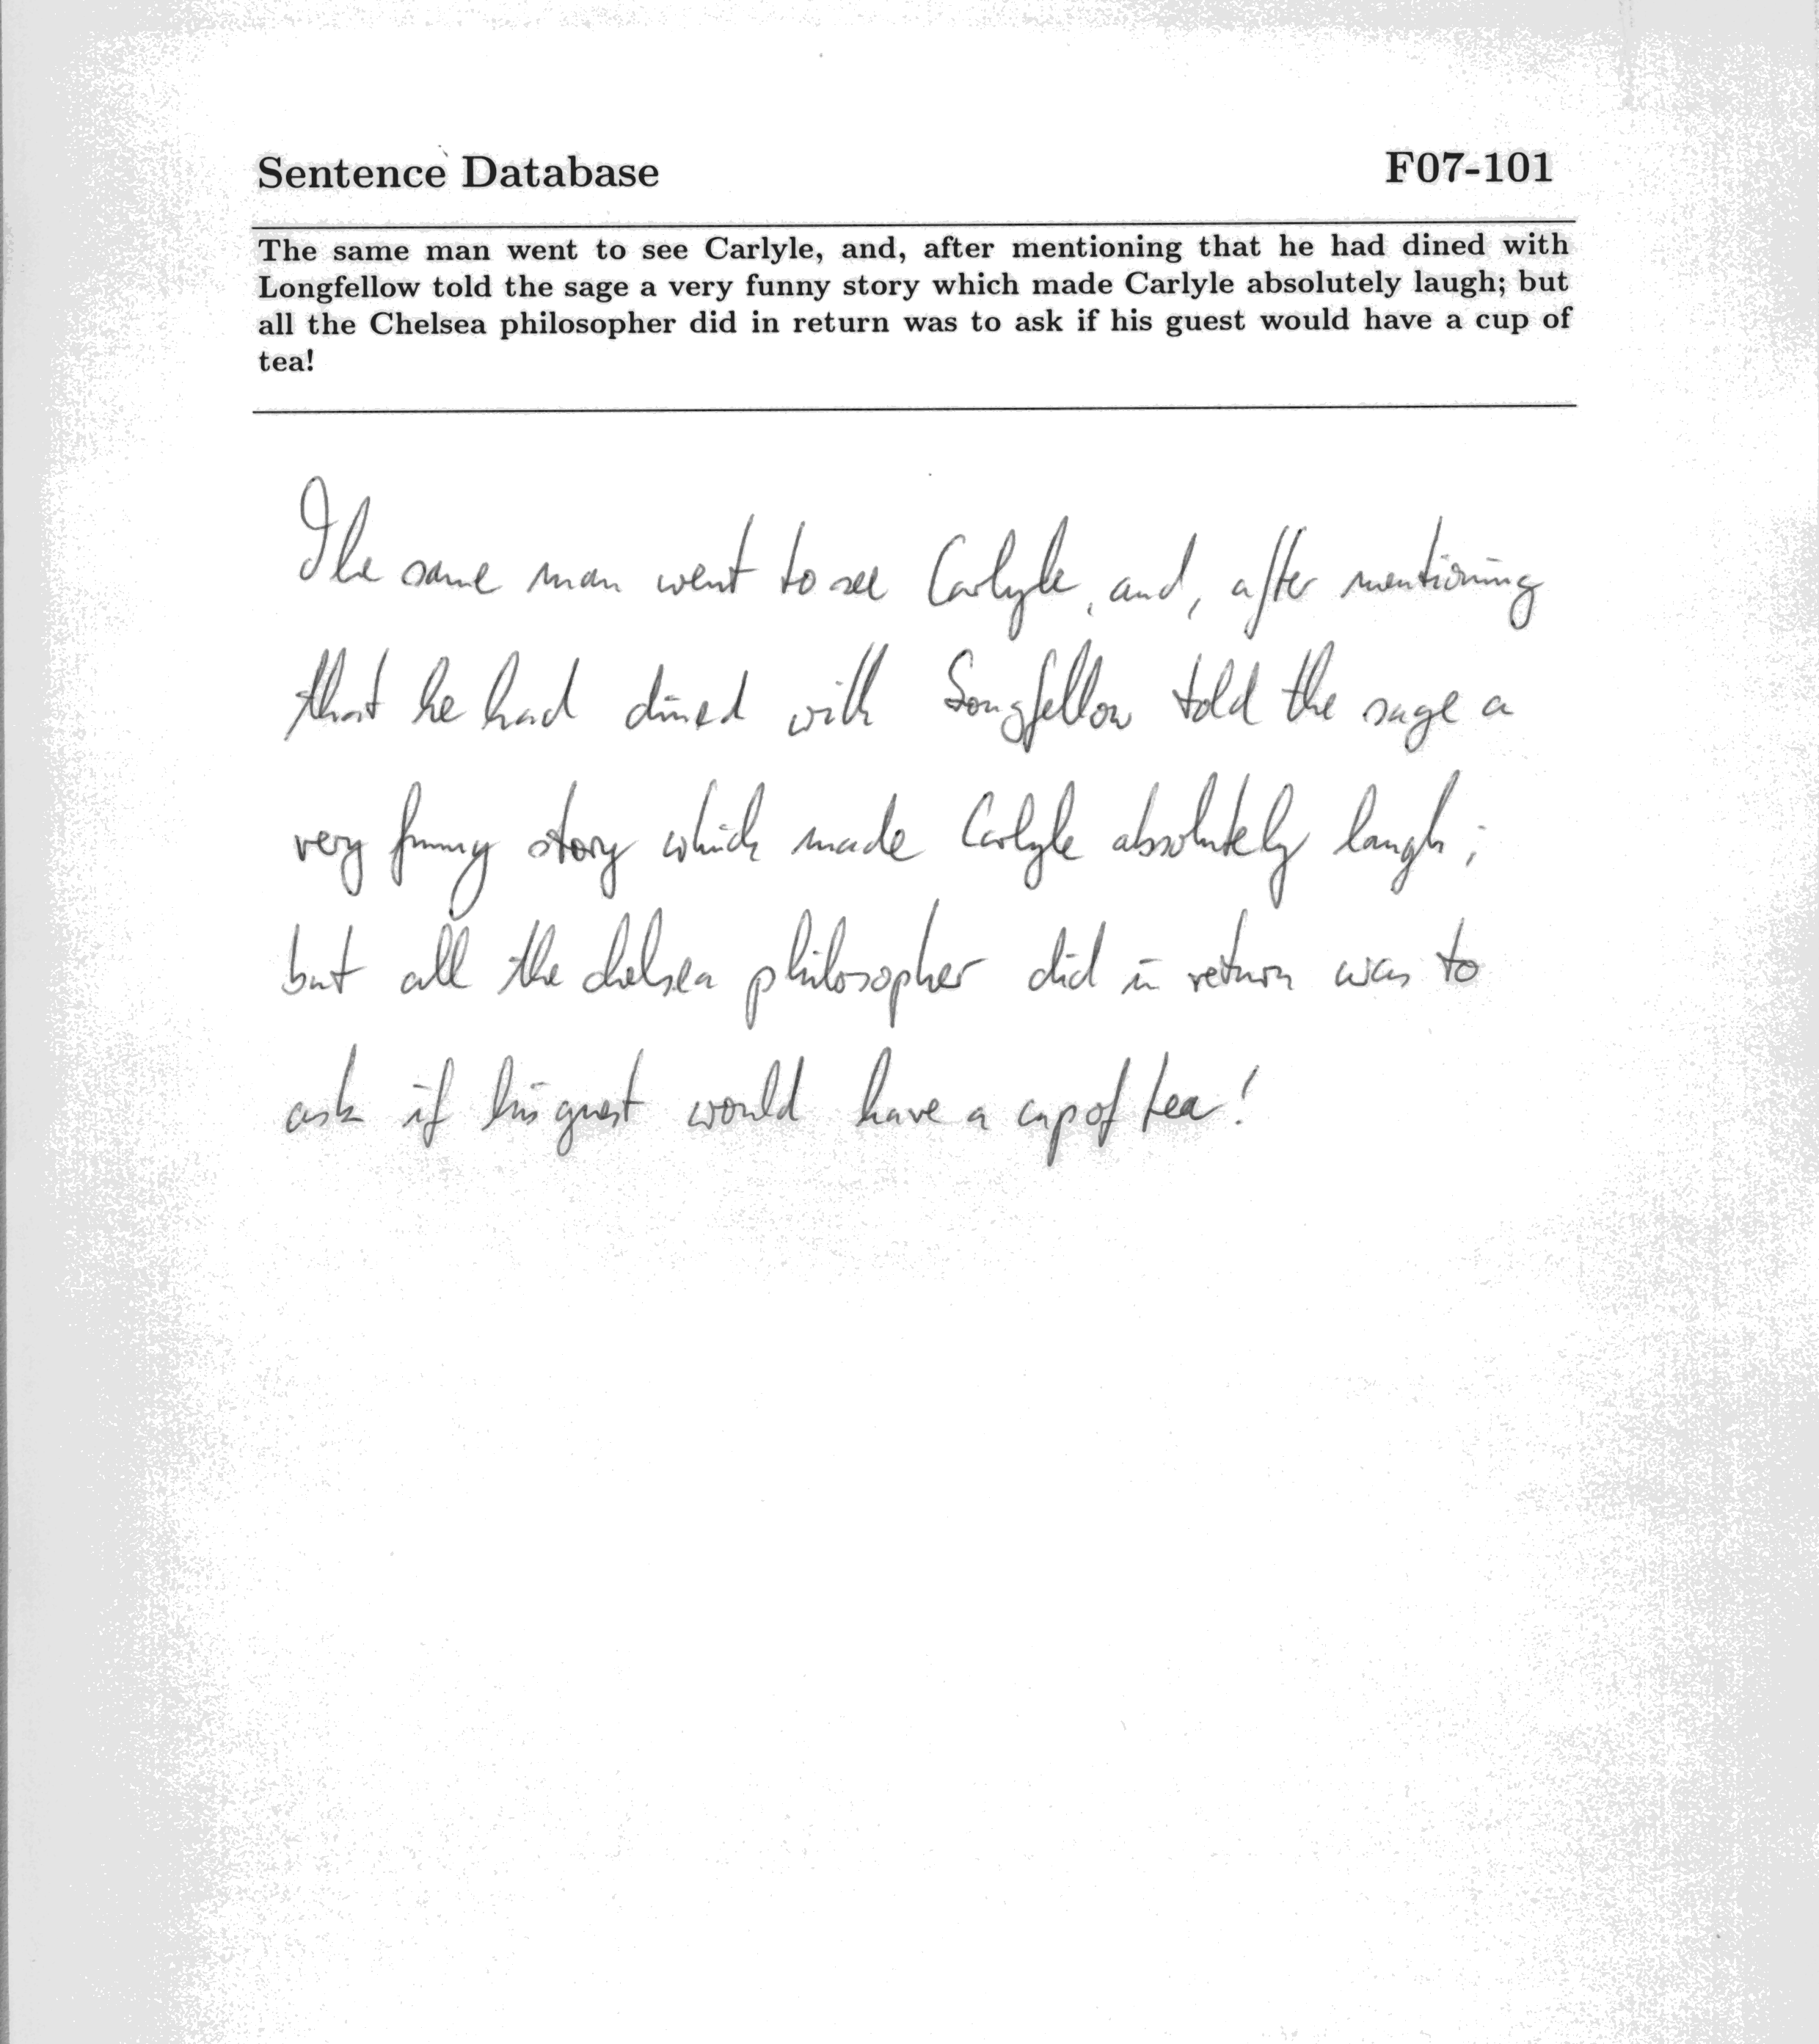 Sentence Database F07-101
The same man went to see Carlyle, and, after mentioning that he had dined with
Longfellow told the sage a very funny story which made Carlyle absolutely laugh; but
all the Chelsea philosopher did in return was to ask if his guest would have a cup of
tea!
The same man went to see Carlyle, and, after mentioning
that he had dined with Longfellow told the sage a
very funny story which made Carlyle absolutely laugh;
but all the chelsea philosopher did in return was to
ask if his guest would have a cup of tea!